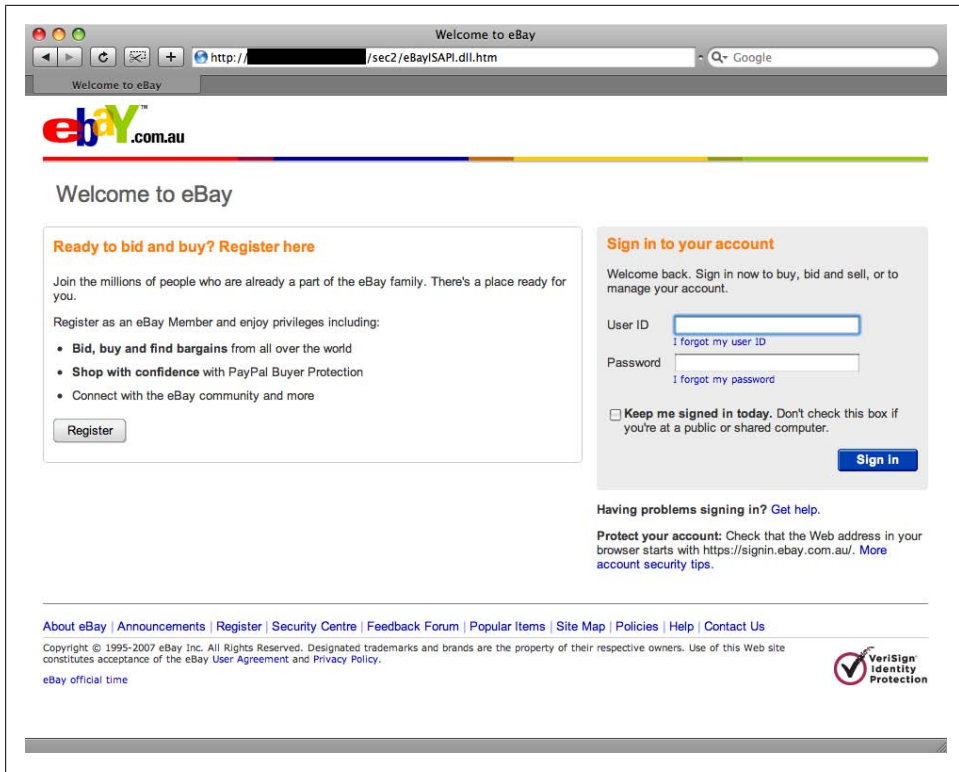 Welcome to eBay
http:// /sec2/eBayISAPI.dll.htm
Google
Welcome to eBay
ebaY™.com.au
Welcome to eBay
Ready to bid and buy? Register here
Join the millions of people who are already a part of the eBay family. There's a place ready for
you.
Register as an eBay Member and enjoy privileges including:
• Bid, buy and find bargains from all over the world
• Shop with confidence with PayPal Buyer Protection
• Connect with the eBay community and more
Register
Sign in to your account
Welcome back. Sign in now to buy, bid and sell, or to
manage your account.
User ID
I forgot my user ID
Password
I forgot my password
Keep me signed in today. Don't check this box if
you're at a public or shared computer.
Sign in
Having problems signing in? Get help.
Protect your account: Check that the Web address in your
browser starts with https://signin.ebay.com.au/. More
account security tips.
About eBay | Announcements | Register | Security Centre | Feedback Forum | Popular Items | Site Map | Policies | Help | Contact Us
Copyright © 1995-2007 eBay Inc. All Rights Reserved. Designated trademarks and brands are the property of their respective owners. Use of this Web site
constitutes acceptance of the eBay User Agreement and Privacy Policy.
eBay official time
VeriSign
Identity
Protection